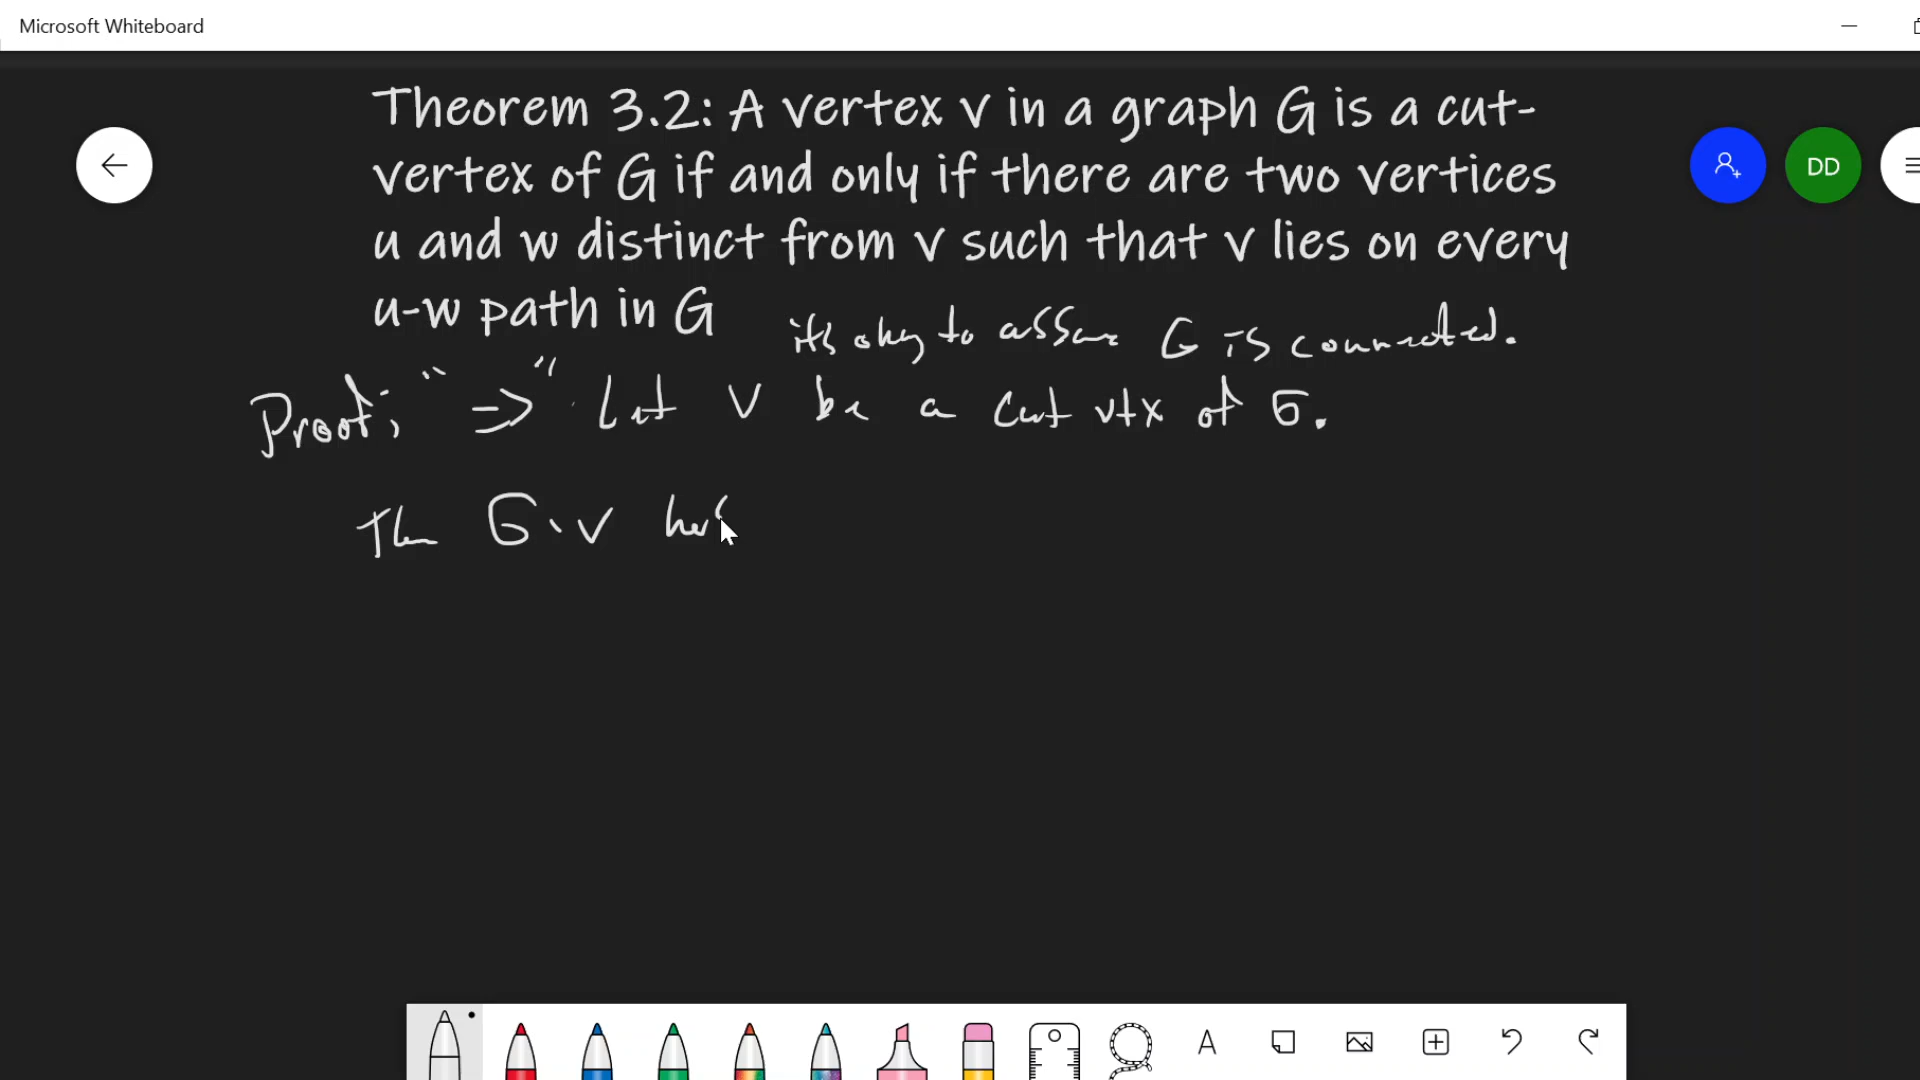 Microsoft Whiteboard
Theorem 3.2: A vertex v in a graph G is a cut-
vertex of G if and only if there are two vertices
u and w distinct from v such that v lies on every
u-w path in G
it's okay to assume G is connected.
Proof: "=>" Let v be a cut vtx of G.
Then G-v has
DD
A